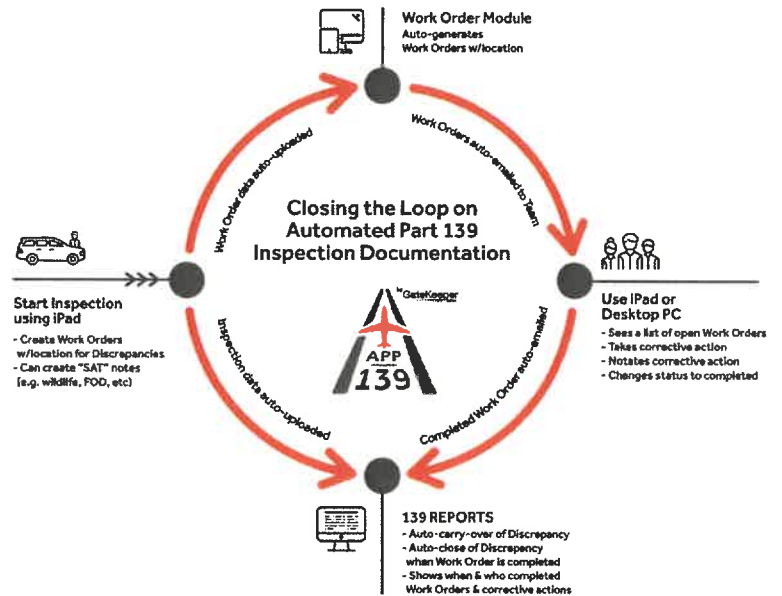 Work Order Module
Auto-generates
Work Orders w/location
Work Order data auto-uploaded
Work Orders auto-emailed to Team
Closing the Loop on
Automated Part 139
Inspection Documentation
by GateKeeper
APP
139
Start Inspection
using iPad
- Create Work Orders
w/location for Discrepancies
- Can create "SAT" notes
(e.g. wildlife, FOD, etc)
Use iPad or
Desktop PC
- Sees a list of open Work Orders
- Takes corrective action
- Notates corrective action
- Changes status to completed
Inspection data auto-uploaded
Completed Work Order auto-emailed
139 REPORTS
- Auto-carry-over of Discrepancy
- Auto-close of Discrepency
when Work Order is completed
- Shows when & who completed
Work Orders & corrective actions